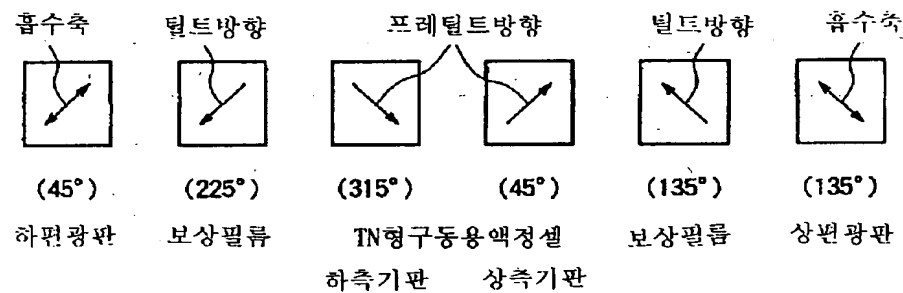 흡수축 틸트방향 프레틸트방향 틸트방향 흡수축
(45°) (225°) (315°) (45°) (135°) (135°)
하편광판 보상필름 TN형구동용액정셀 보상필름 상편광판
하측기판 상측기판